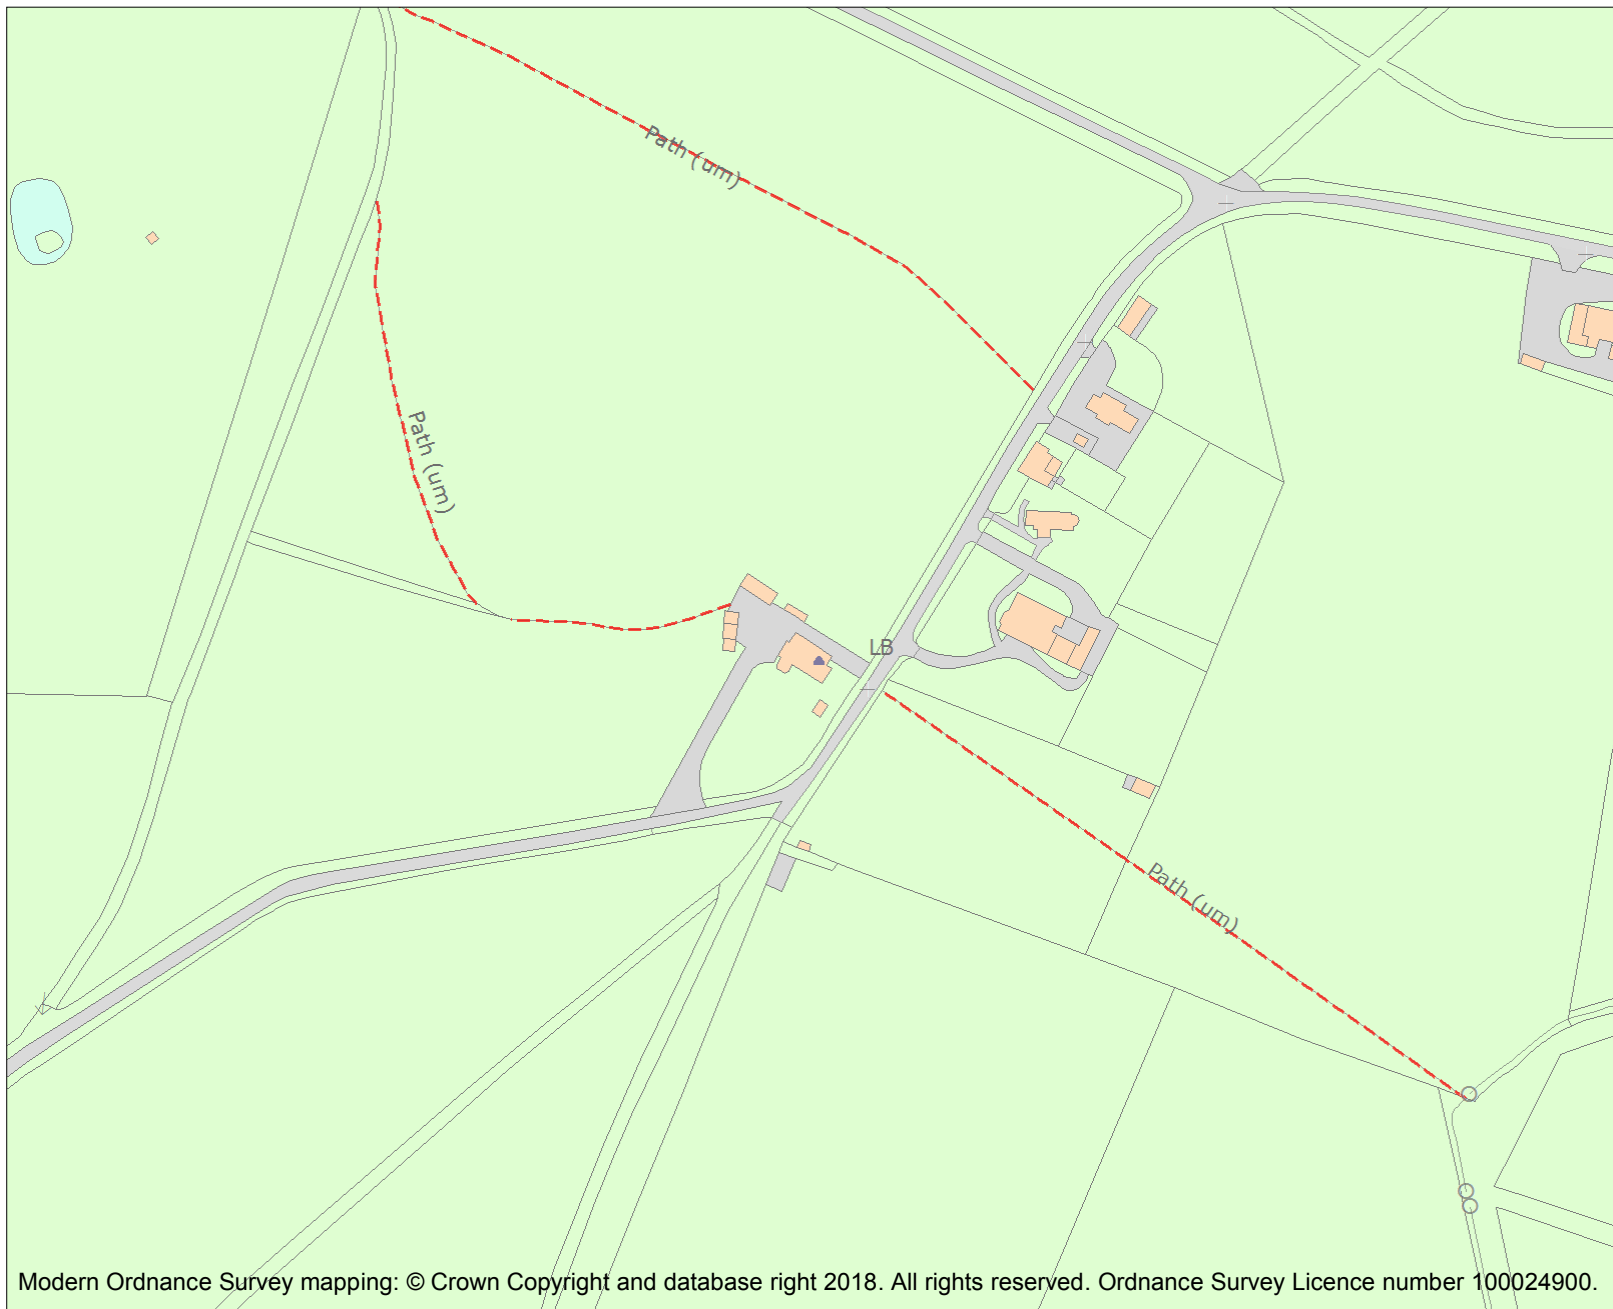 Path (um)
Path (um)
LB
Path (um)
Modern Ordnance Survey mapping: © Crown Copyright and database right 2018. All rights reserved. Ordnance Survey Licence number 100024900.